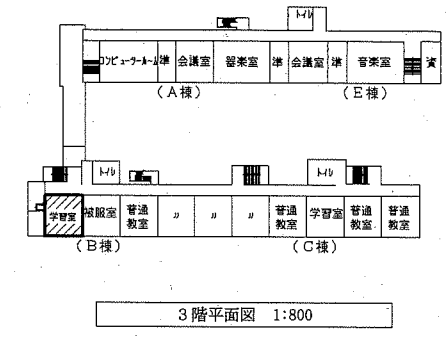 トイレ
コンピュータールーム 準 会議室 器楽室 準 会議室 準 音楽室 資
(A棟) (E棟)
トイレ トイレ
学習室 被服室 普通教室 〃 〃 〃 普通教室 学習室 普通教室 普通教室
(B棟) (C棟)
3階平面図 1:800